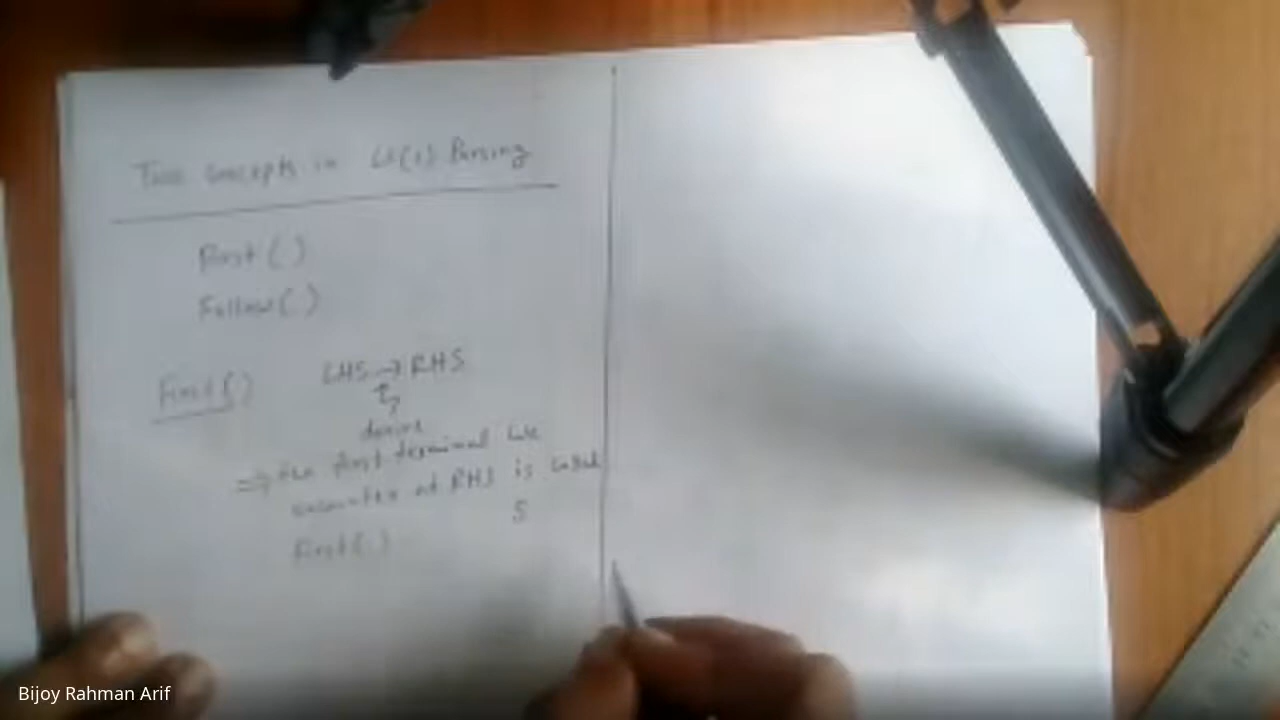 Two concepts in LL(1) Parsing
First ( )
Follow ( )
First ( )
LHS → RHS
derive
⇒ the first terminal we
encounter at RHS is called
S
First ( )
Bijoy Rahman Arif